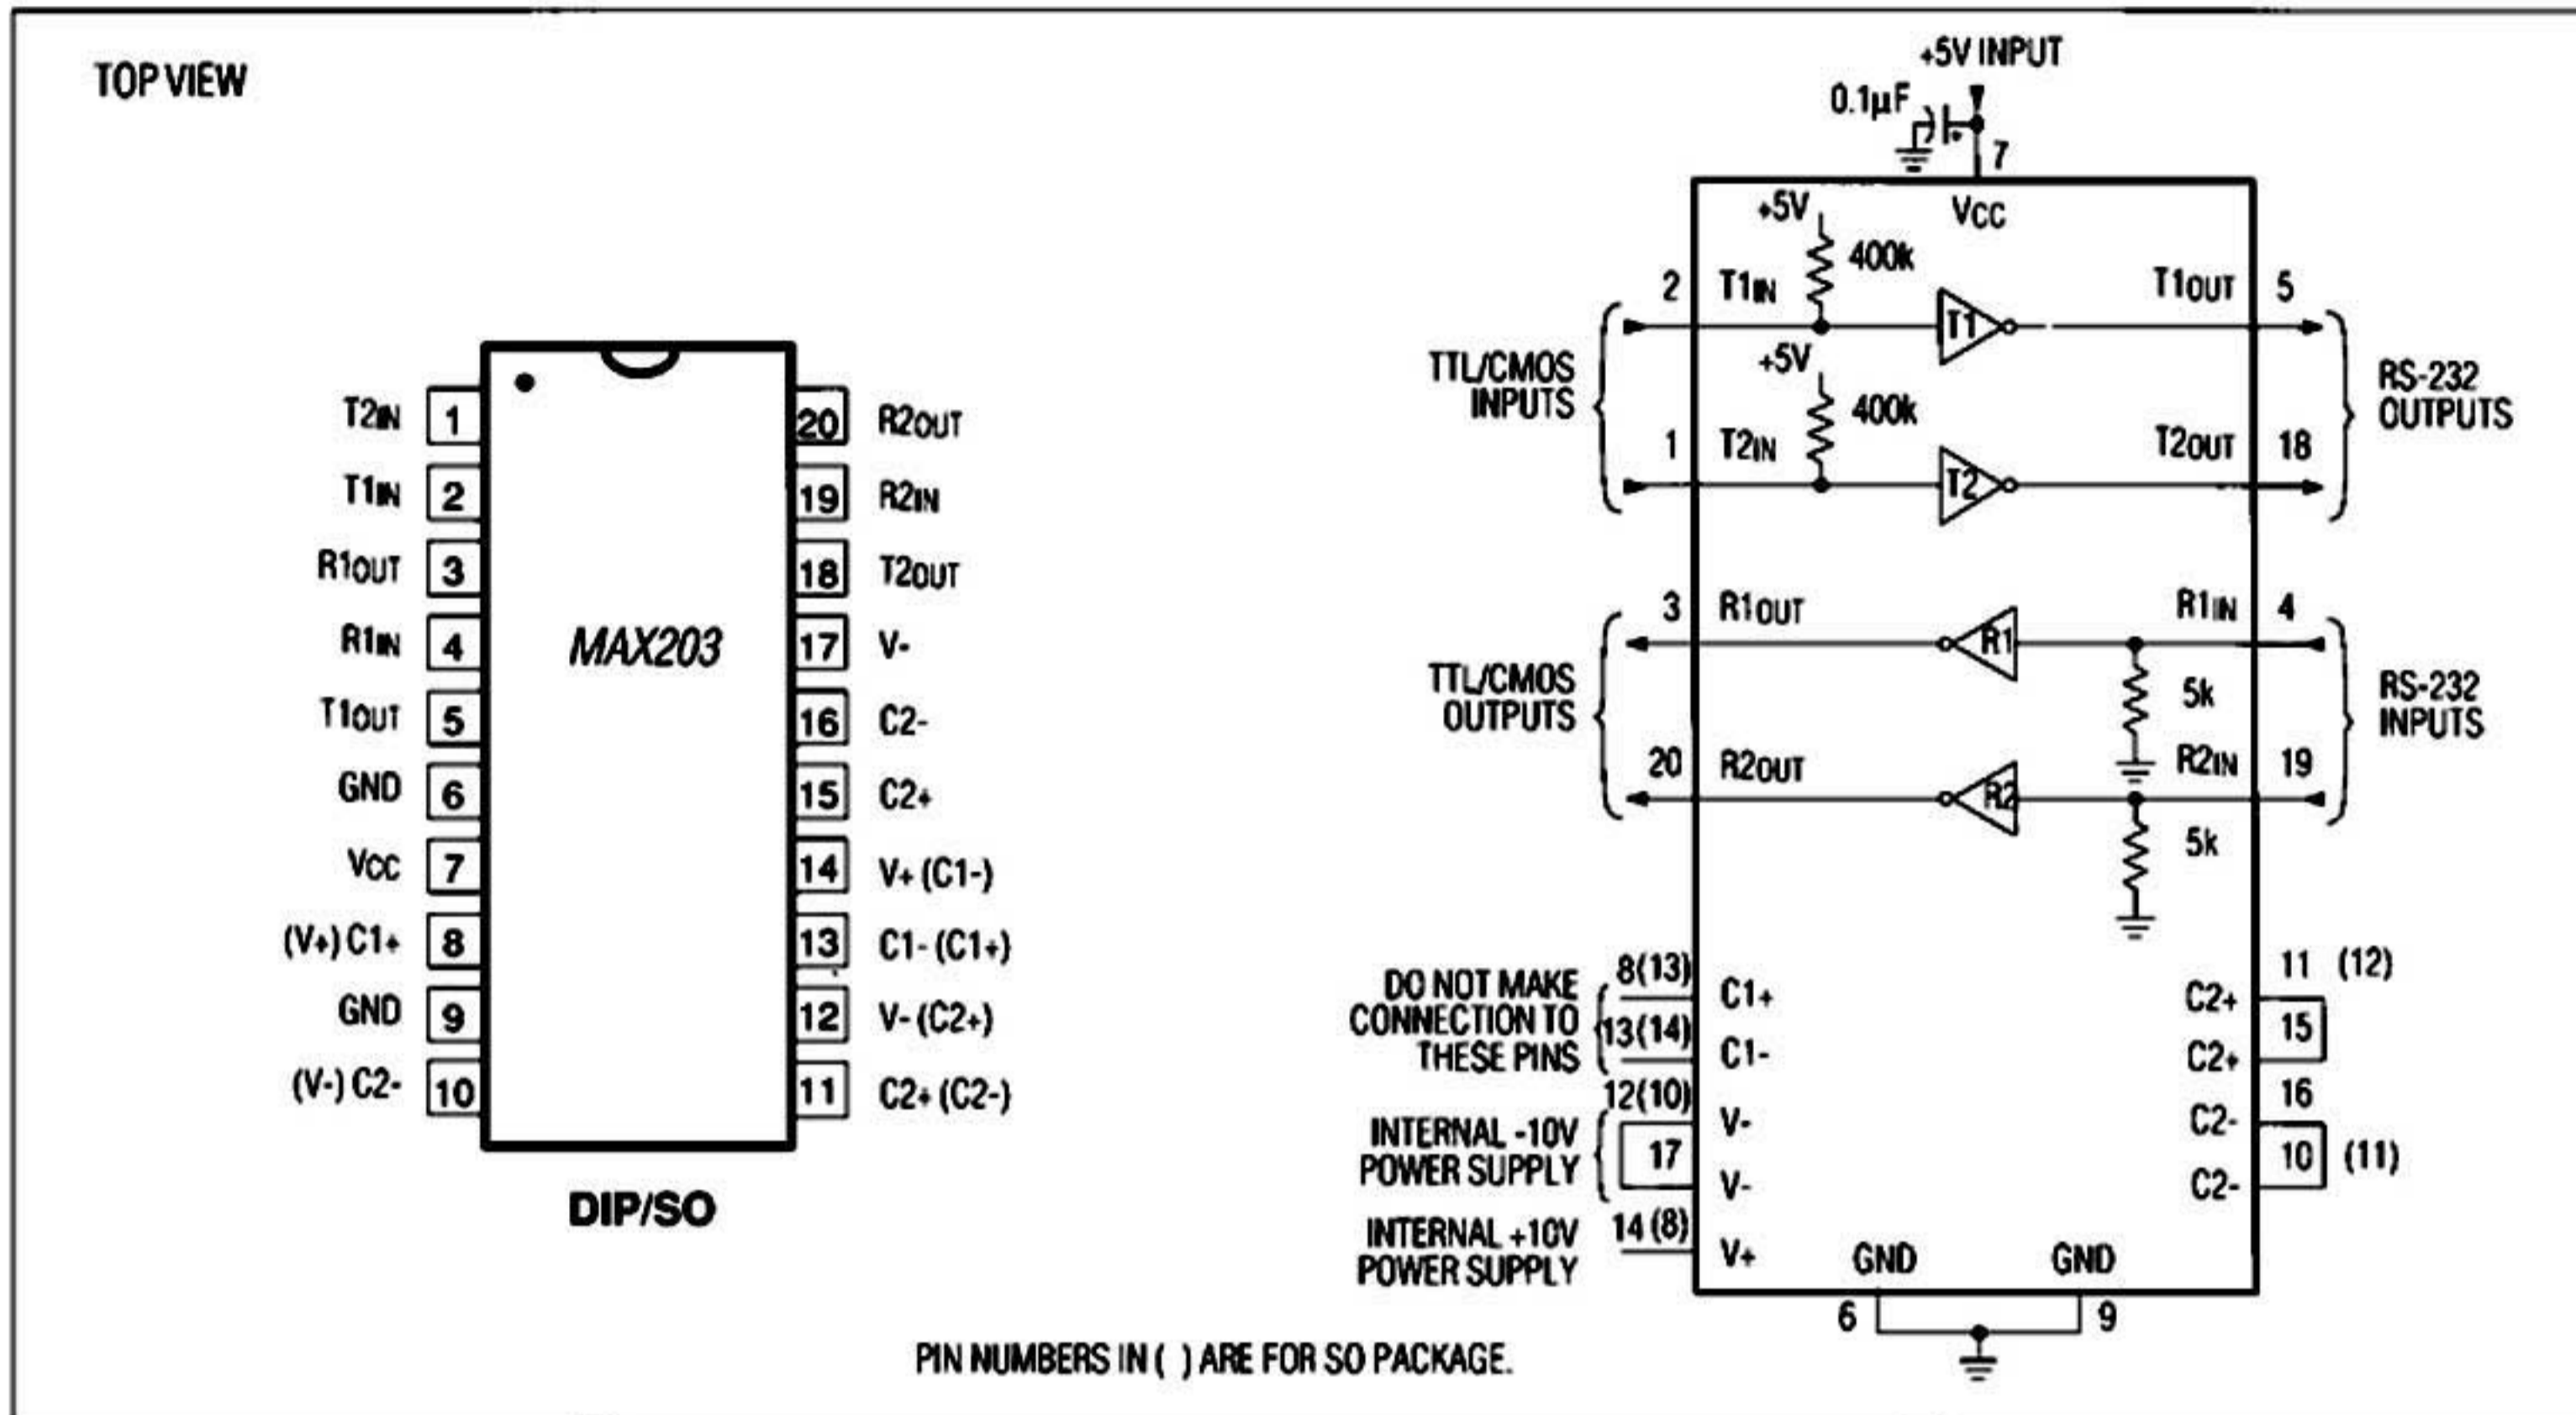 TOP VIEW
T2IN 1
T1IN 2
R1OUT 3
R1IN 4
T1OUT 5
GND 6
VCC 7
(V+) C1+ 8
GND 9
(V-) C2- 10
MAX203
20 R2OUT
19 R2IN
18 T2OUT
17 V-
16 C2-
15 C2+
14 V+ (C1-)
13 C1- (C1+)
12 V- (C2+)
11 C2+ (C2-)
DIP/SO
+5V INPUT
0.1μF
7
VCC
+5V
400k
2 T1IN
T1
T1OUT 5
TTL/CMOS
INPUTS
+5V
400k
1 T2IN
T2
T2OUT 18
RS-232
OUTPUTS
3 R1OUT
R1
R1IN 4
5k
TTL/CMOS
OUTPUTS
20 R2OUT
R2
R2IN 19
5k
RS-232
INPUTS
DO NOT MAKE
CONNECTION TO
THESE PINS
8(13) C1+
13(14) C1-
INTERNAL -10V
POWER SUPPLY
12(10) V-
17 V-
INTERNAL +10V
POWER SUPPLY
14 (8) V+
C2+ 11 (12)
C2+ 15
C2- 16
C2- 10 (11)
GND 6
GND 9
PIN NUMBERS IN ( ) ARE FOR SO PACKAGE.